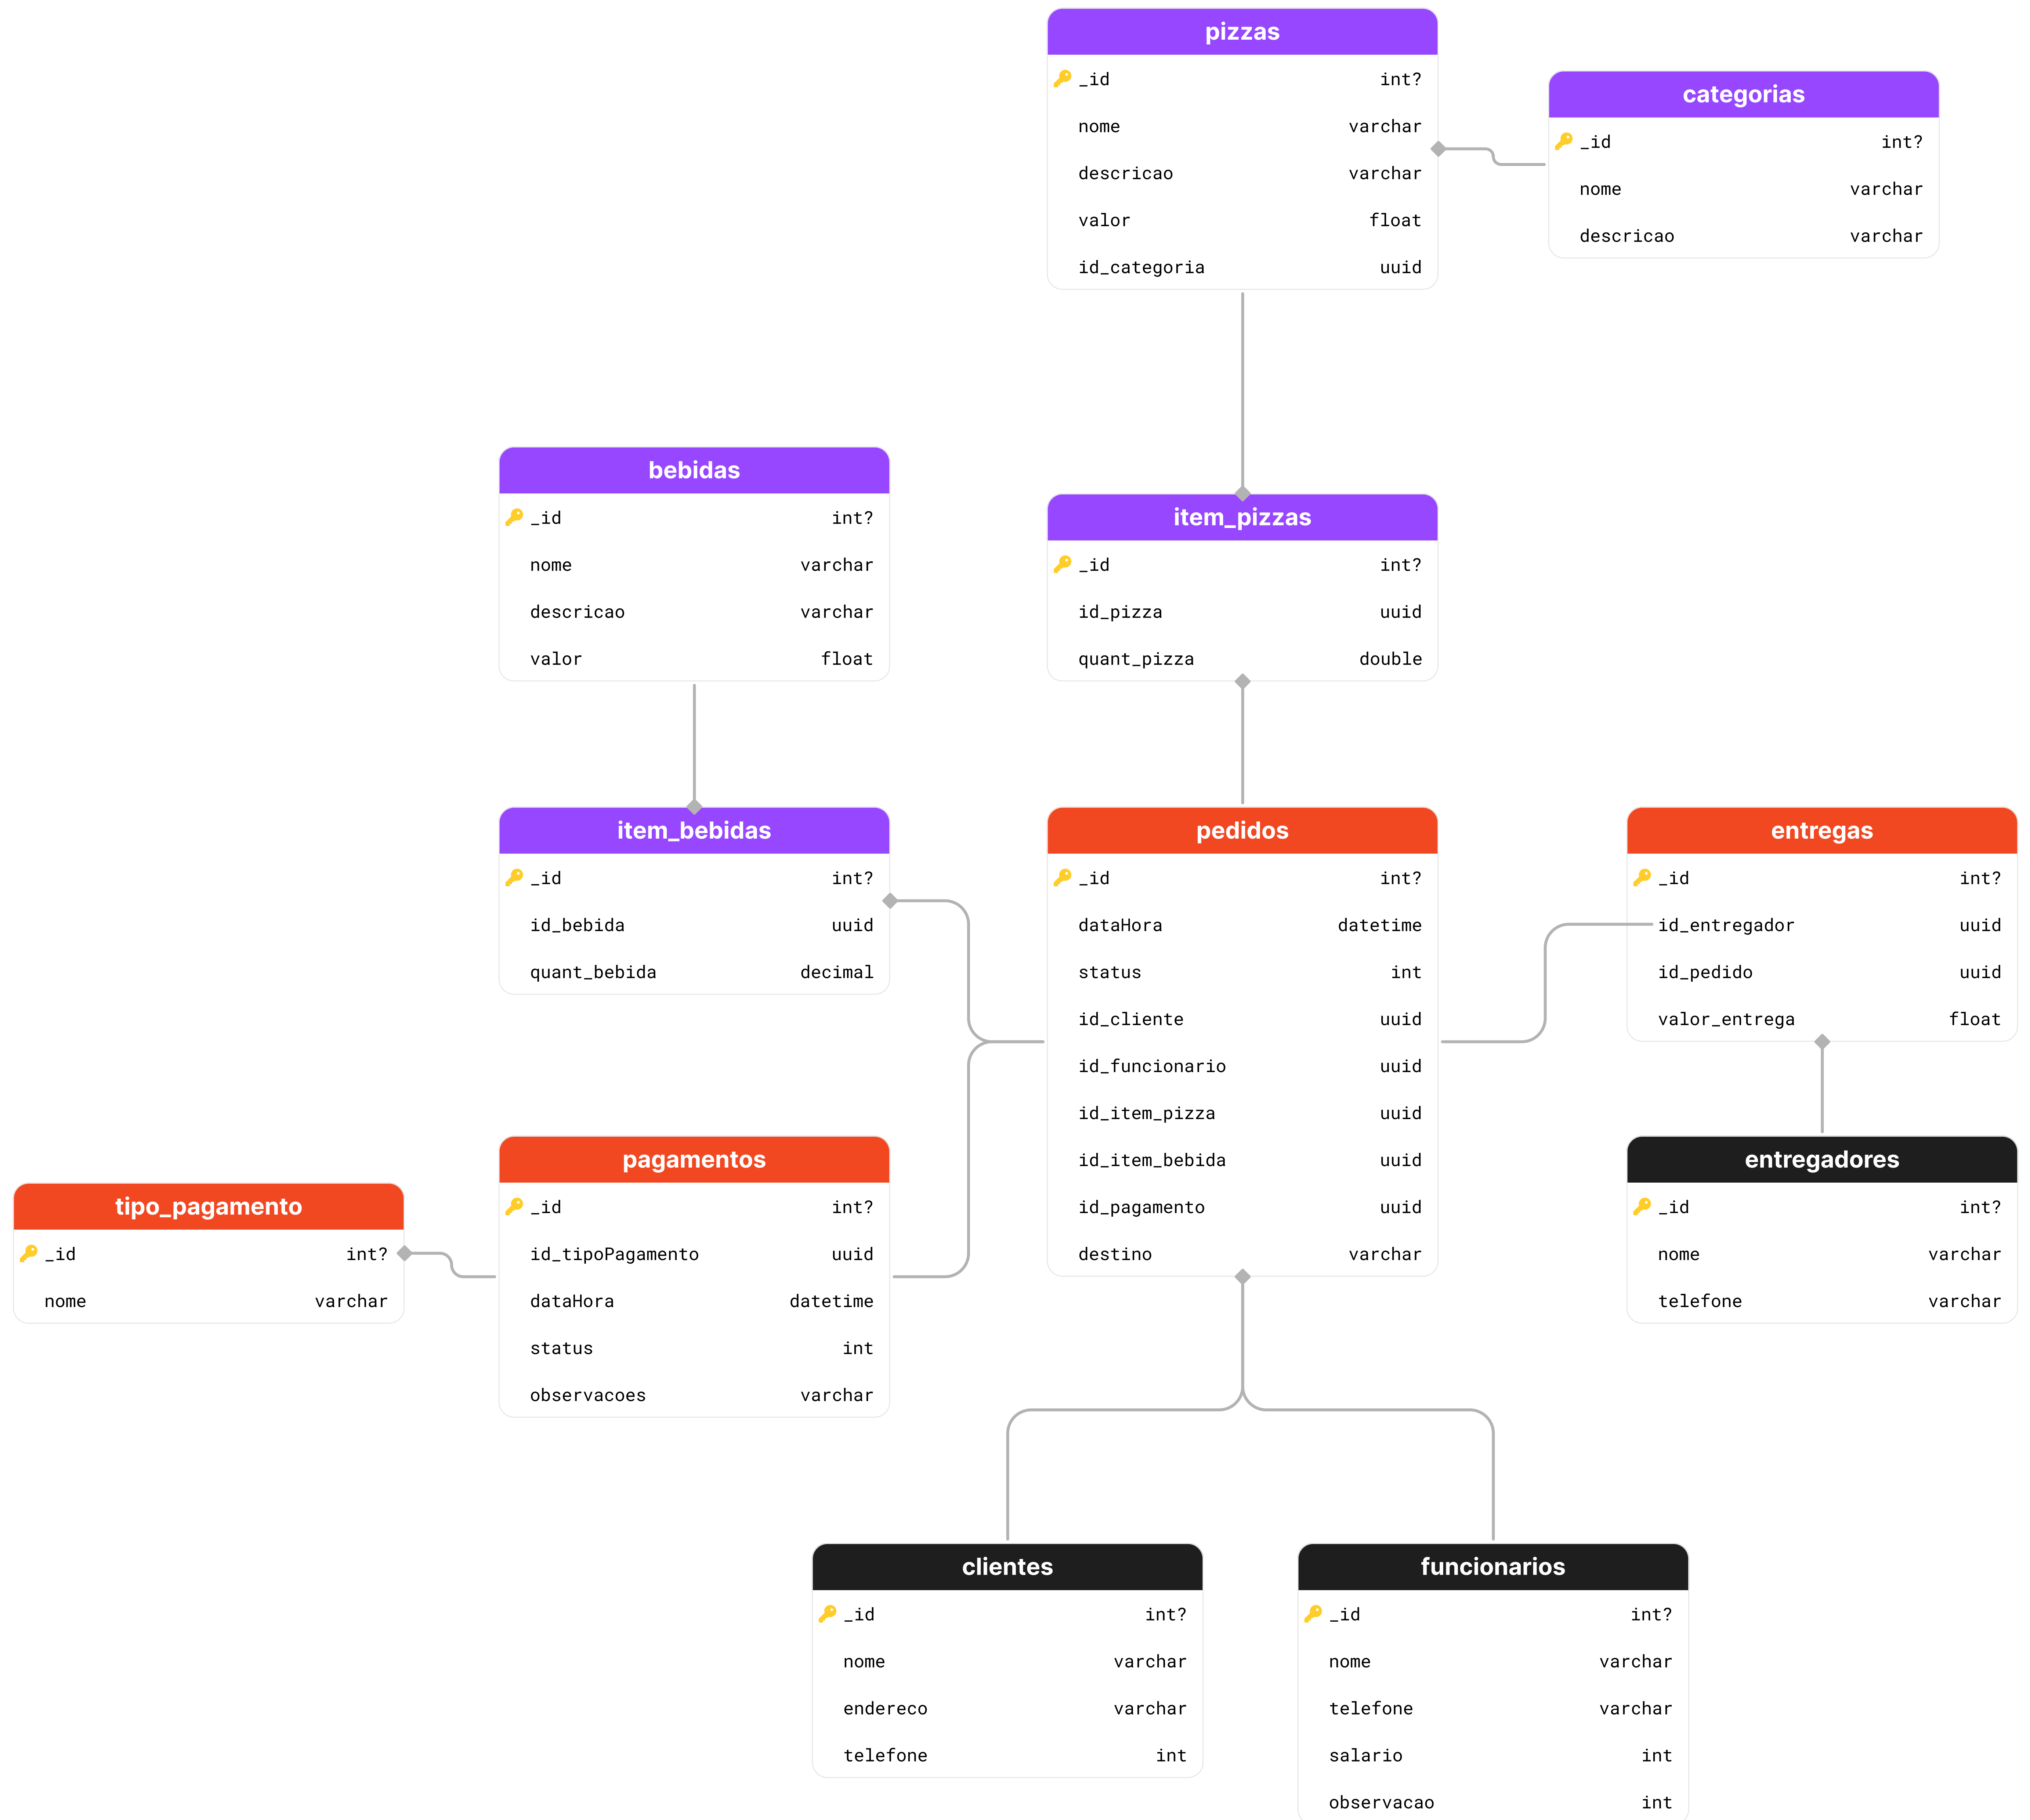 pizzas
_id int?
nome varchar
descricao varchar
valor float
id_categoria uuid
categorias
_id int?
nome varchar
descricao varchar
bebidas
_id int?
nome varchar
descricao varchar
valor float
item_pizzas
_id int?
id_pizza uuid
quant_pizza double
item_bebidas
_id int?
id_bebida uuid
quant_bebida decimal
pedidos
_id int?
dataHora datetime
status int
id_cliente uuid
id_funcionario uuid
id_item_pizza uuid
id_item_bebida uuid
id_pagamento uuid
destino varchar
entregas
_id int?
id_entregador uuid
id_pedido uuid
valor_entrega float
tipo_pagamento
_id int?
nome varchar
pagamentos
_id int?
id_tipoPagamento uuid
dataHora datetime
status int
observacoes varchar
entregadores
_id int?
nome varchar
telefone varchar
clientes
_id int?
nome varchar
endereco varchar
telefone int
funcionarios
_id int?
nome varchar
telefone varchar
salario int
observacao int